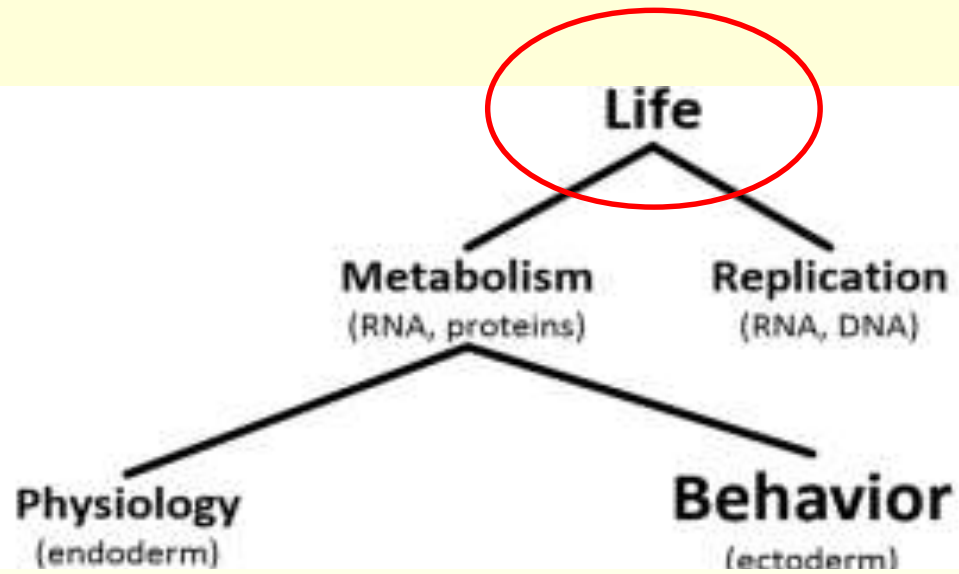 Life
Metabolism Replication
(RNA, proteins) (RNA, DNA)
Physiology Behavior
(endoderm) (ectoderm)